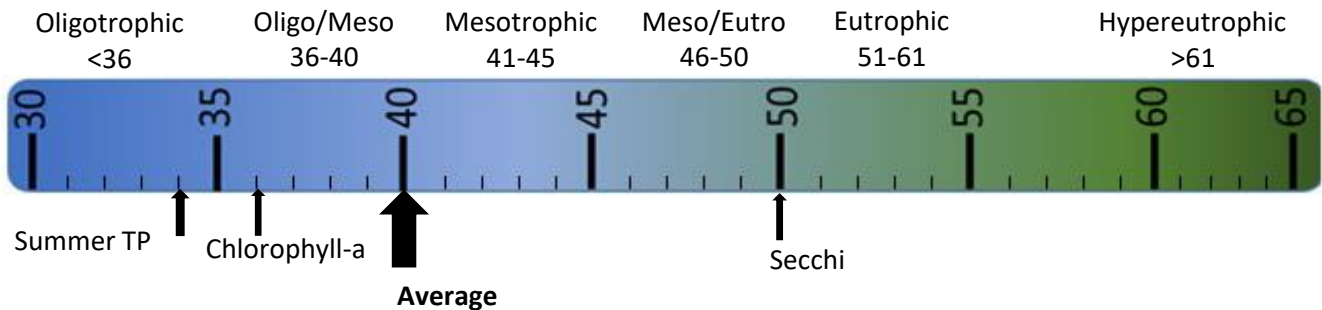 Oligotrophic Oligo/Meso Mesotrophic Meso/Eutro Eutrophic Hypereutrophic
<36 36-40 41-45 46-50 51-61 >61
30 35 40 45 50 55 60 65
Summer TP Chlorophyll-a Secchi
Average